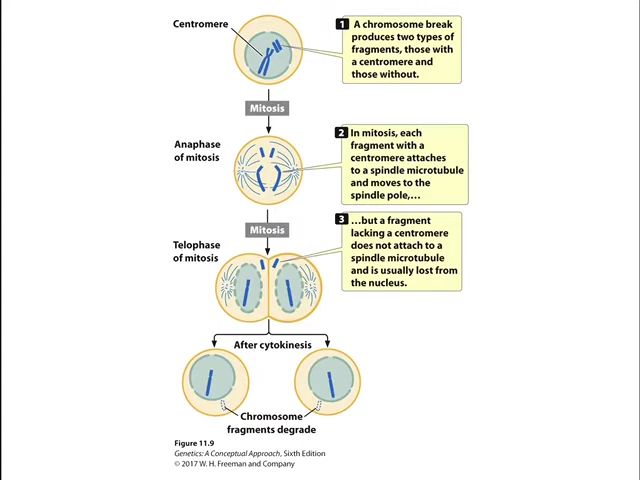 Centromere
1 A chromosome break
produces two types of
fragments, those with
a centromere and
those without.
Mitosis
Anaphase
of mitosis
2 In mitosis, each
fragment with a
centromere attaches
to a spindle microtubule
and moves to the
spindle pole,…
Mitosis
Telophase
of mitosis
3 …but a fragment
lacking a centromere
does not attach to a
spindle microtubule
and is usually lost from
the nucleus.
After cytokinesis
Chromosome
fragments degrade
Figure 11.9
Genetics: A Conceptual Approach, Sixth Edition
© 2017 W. H. Freeman and Company